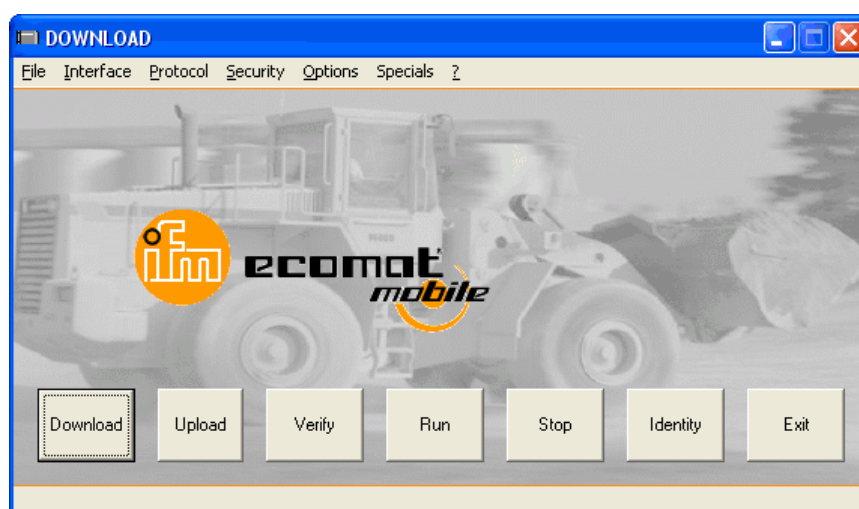 DOWNLOAD
File Interface Protocol Security Options Specials ?
ifm ecomat
mobile
Download Upload Verify Run Stop Identity Exit